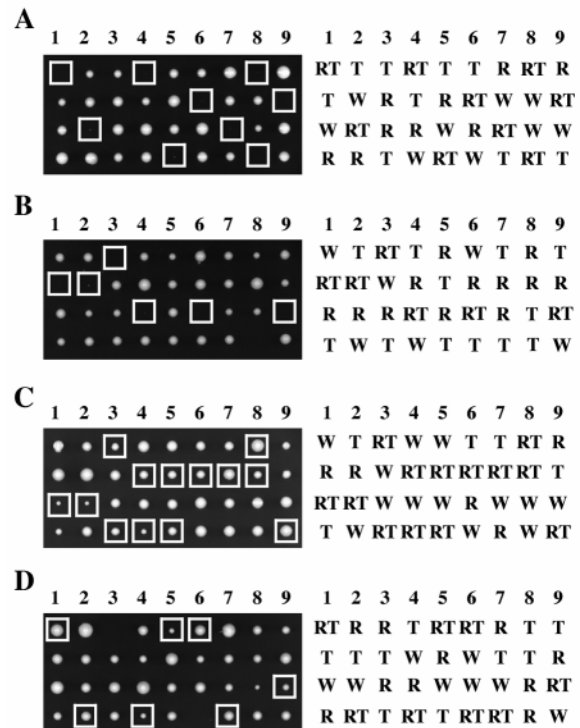 A
1 2 3 4 5 6 7 8 9 1 2 3 4 5 6 7 8 9
RT T T RT T T R RT R
T W R T R RT W W RT
W RT R R W R RT W W
R R T W RT W T RT T
B
1 2 3 4 5 6 7 8 9 1 2 3 4 5 6 7 8 9
W T RT T R W T R T
RT RT W R T R R R R
R R R RT R RT R T RT
T W T W T T T T W
C
1 2 3 4 5 6 7 8 9 1 2 3 4 5 6 7 8 9
W T RT W W T T RT R
R R W RT RT RT RT RT T
RT RT W W W R W W W
T W RT RT RT W R W RT
D
1 2 3 4 5 6 7 8 9 1 2 3 4 5 6 7 8 9
RT R R T RT RT R T T
T T T W R W T T R
W W R R W W W R RT
R RT T RT T RT RT R W